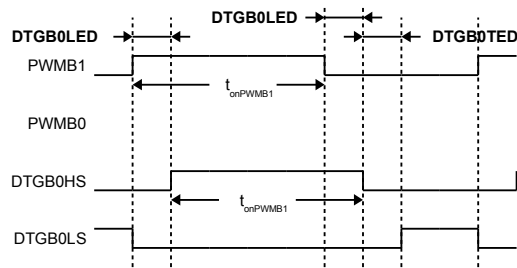 DTGB0LED
DTGB0LED
DTGB0TED
PWMB1
tonPWMB1
PWMB0
DTGB0HS
tonPWMB1
DTGB0LS